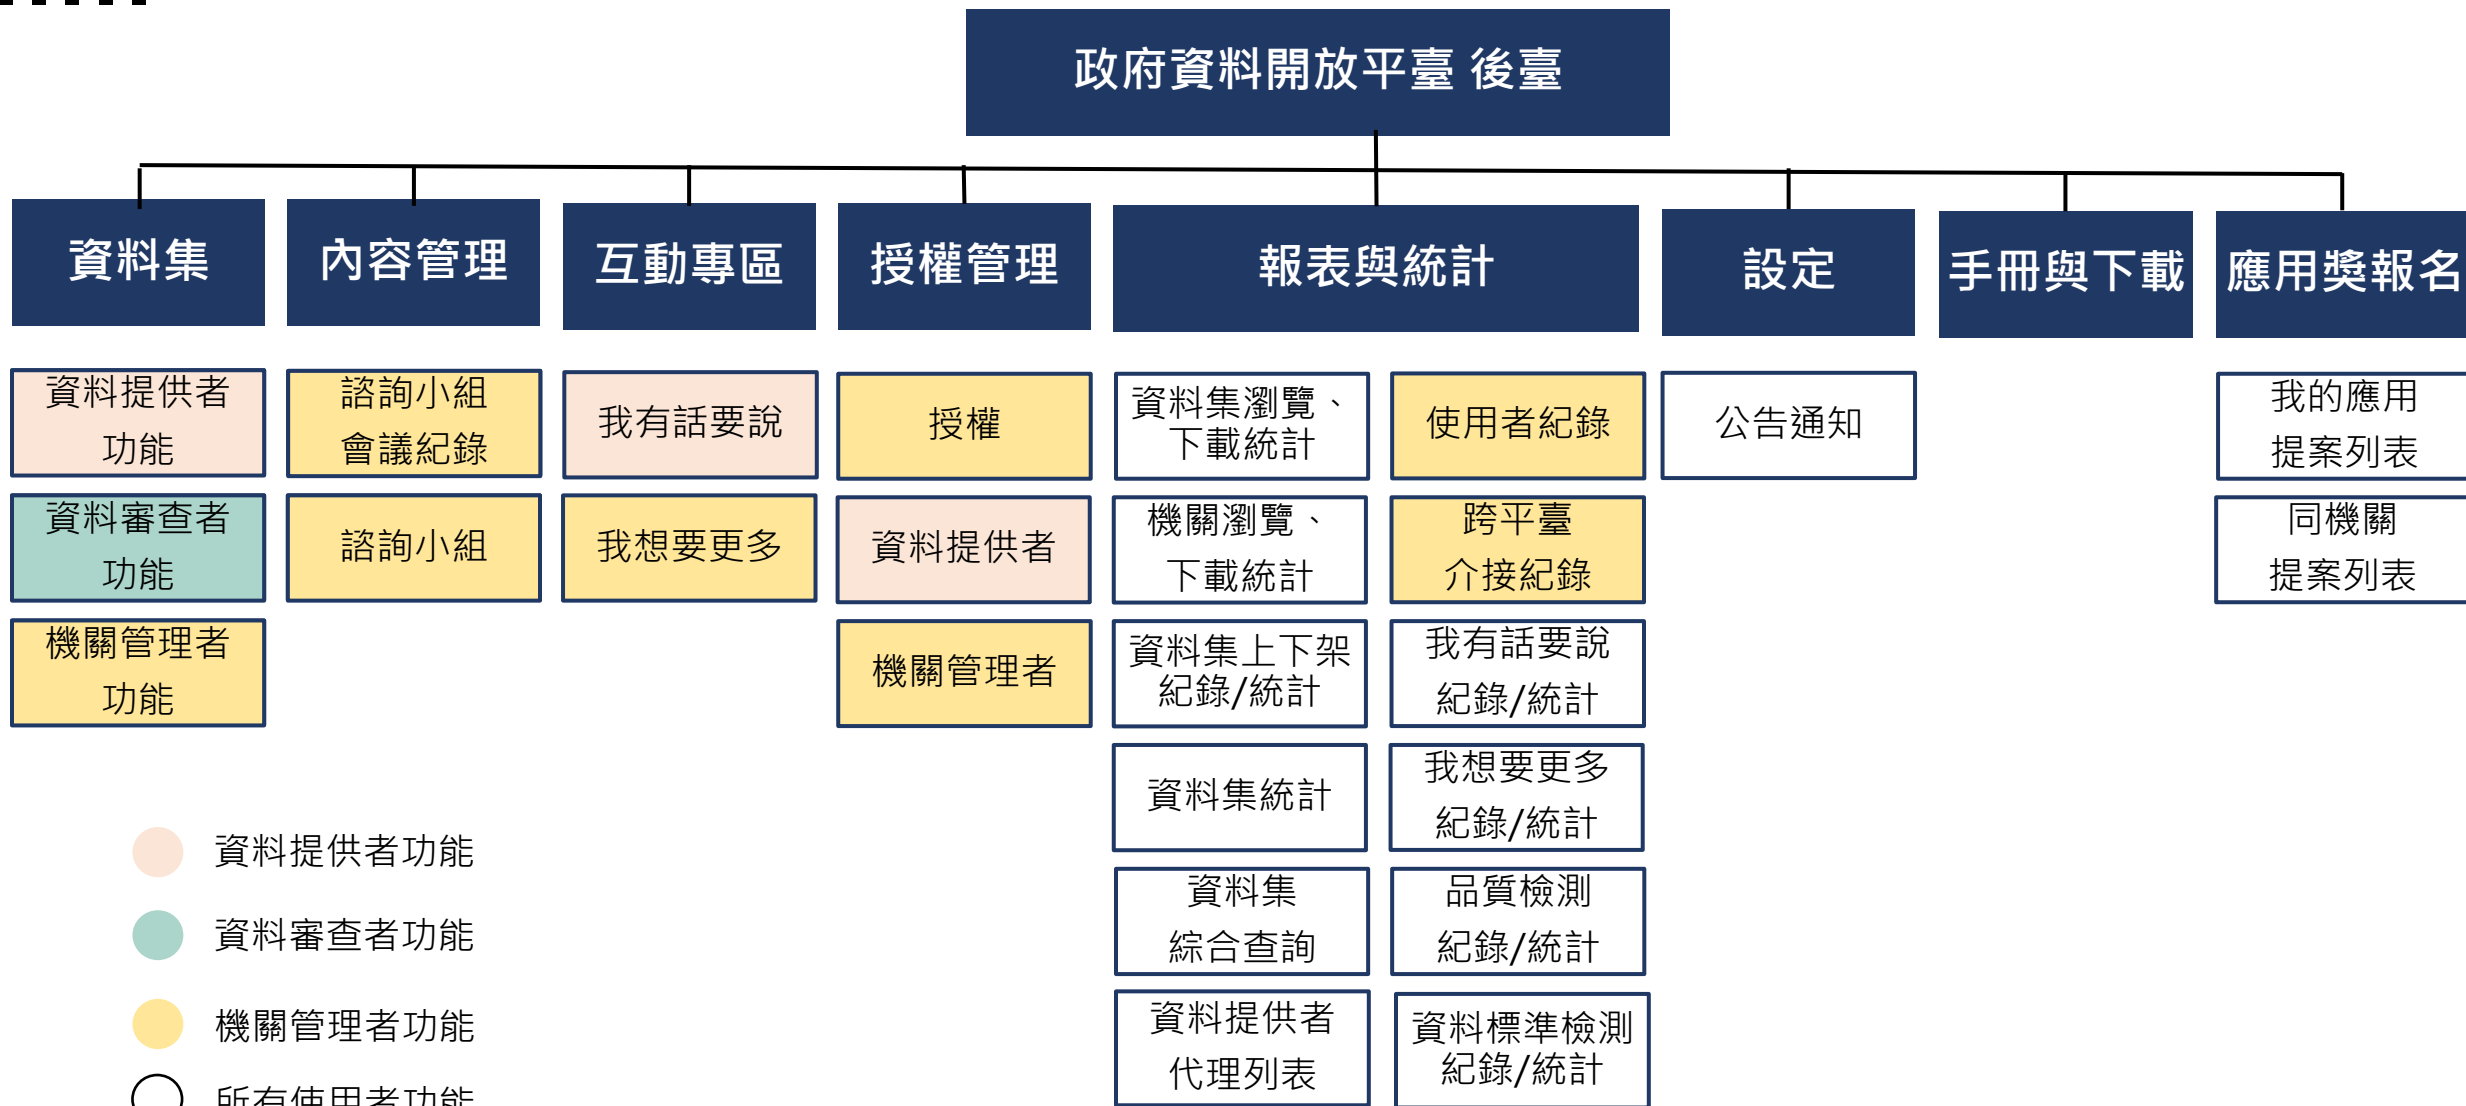 政府資料開放平臺 後臺
資料集
內容管理
互動專區
授權管理
報表與統計
設定
手冊與下載
應用獎報名
資料提供者
功能
資料審查者
功能
機關管理者
功能
諮詢小組
會議紀錄
諮詢小組
我有話要說
我想要更多
授權
資料提供者
機關管理者
資料集瀏覽、
下載統計
機關瀏覽、
下載統計
資料集上下架
紀錄/統計
資料集統計
資料集
綜合查詢
資料提供者
代理列表
使用者紀錄
跨平臺
介接紀錄
我有話要說
紀錄/統計
我想要更多
紀錄/統計
品質檢測
紀錄/統計
資料標準檢測
紀錄/統計
公告通知
我的應用
提案列表
同機關
提案列表
資料提供者功能
資料審查者功能
機關管理者功能
所有使用者功能